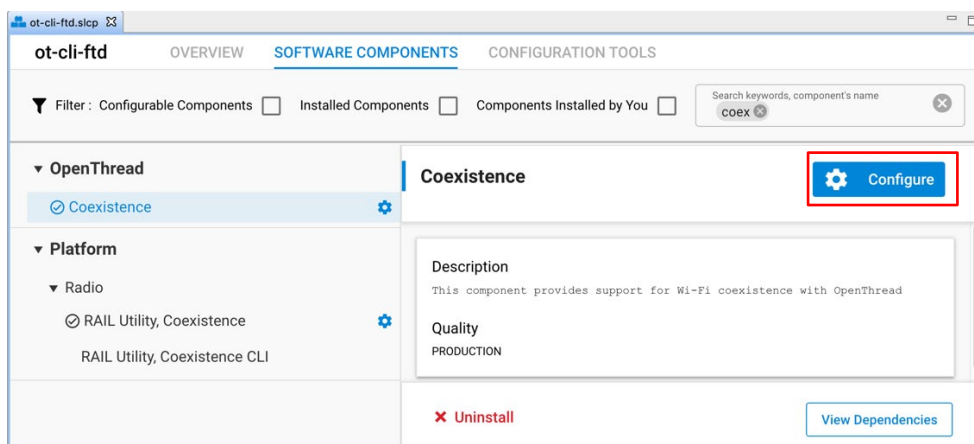 ot-cli-ftd.slcp
ot-cli-ftd OVERVIEW SOFTWARE COMPONENTS CONFIGURATION TOOLS
Filter : Configurable Components Installed Components Components Installed by You
Search keywords, component's name
coex
OpenThread
Coexistence
Platform
Radio
RAIL Utility, Coexistence
RAIL Utility, Coexistence CLI
Coexistence
Configure
Description
This component provides support for Wi-Fi coexistence with OpenThread
Quality
PRODUCTION
Uninstall
View Dependencies